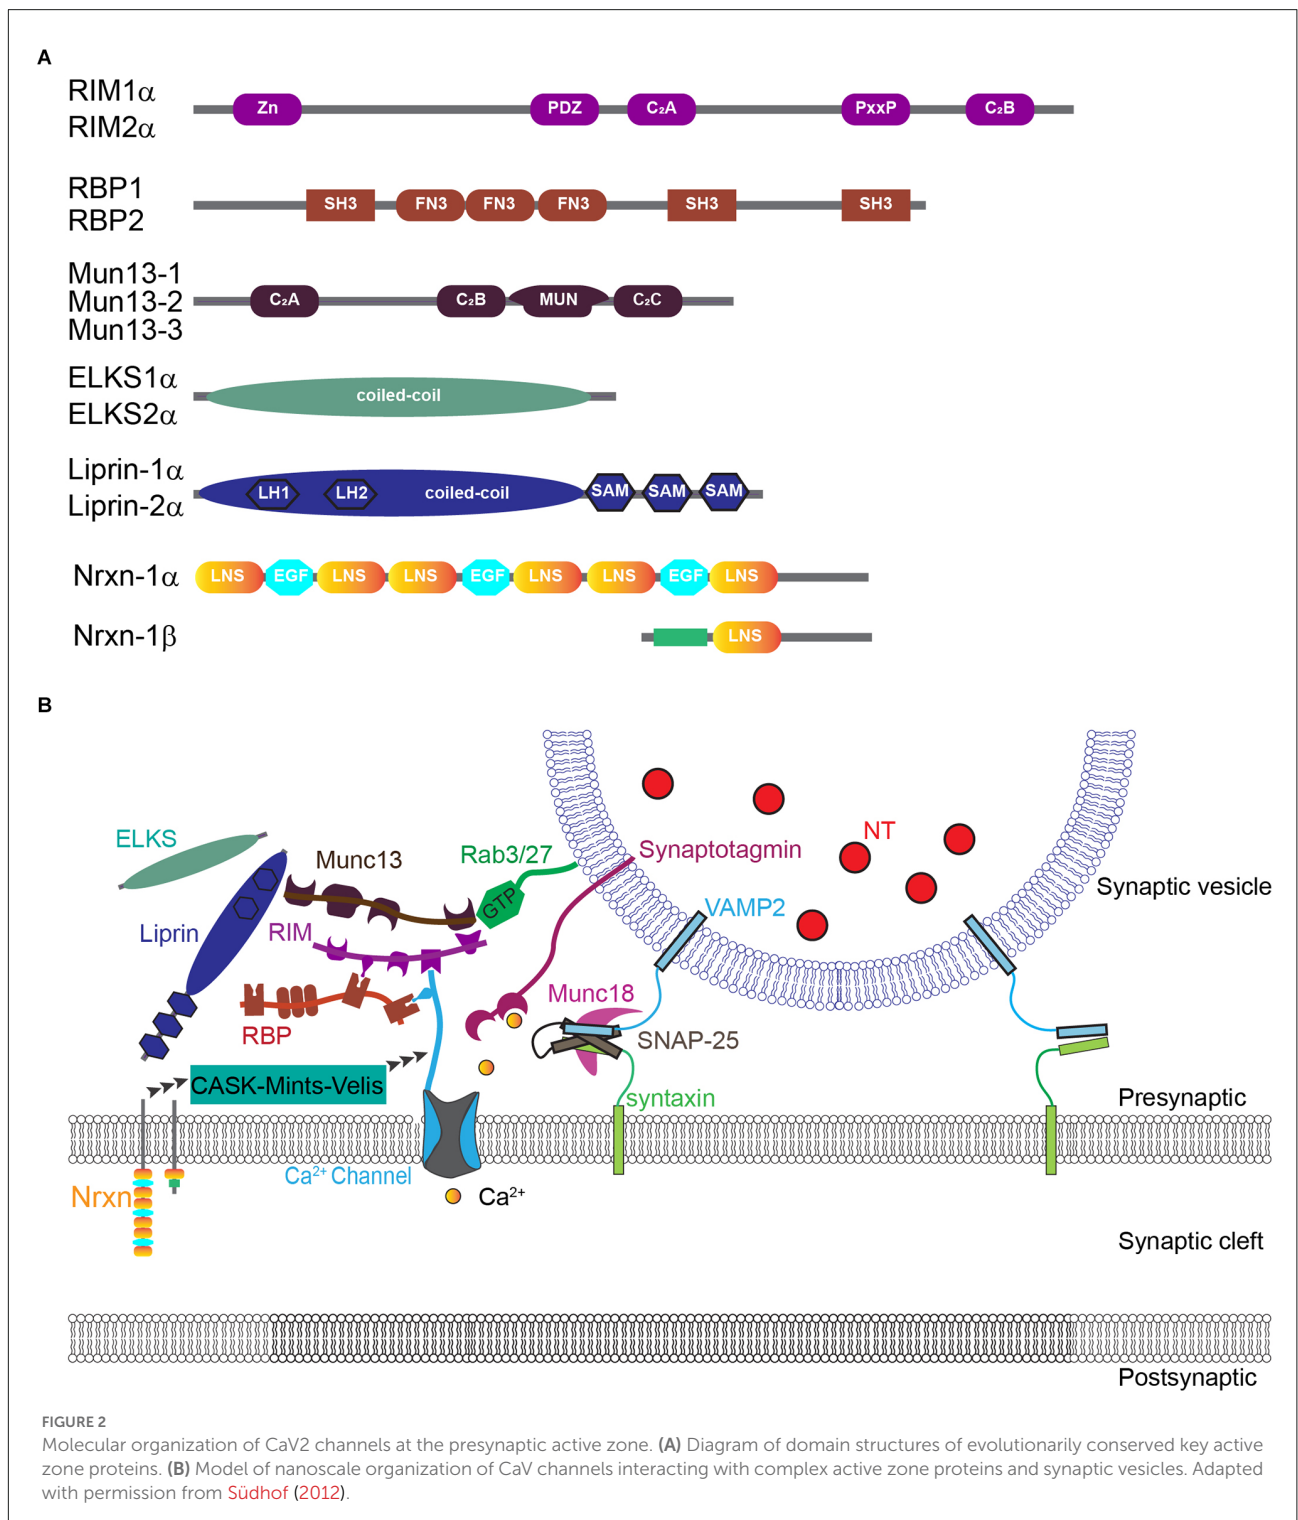 A
RIM1α
RIM2α
Zn PDZ C₂A PxxP C₂B
RBP1
RBP2
SH3 FN3 FN3 FN3 SH3 SH3
Mun13-1
Mun13-2
Mun13-3
C₂A C₂B MUN C₂C
ELKS1α
ELKS2α
coiled-coil
Liprin-1α
Liprin-2α
LH1 LH2 coiled-coil SAM SAM SAM
Nrxn-1α LNS EGF LNS LNS EGF LNS LNS EGF LNS
Nrxn-1β LNS
B
ELKS
Munc13
Rab3/27
GTP
Synaptotagmin
NT
Synaptic vesicle
VAMP2
Liprin
RIM
Munc18
RBP
SNAP-25
CASK-Mints-Velis
syntaxin
Presynaptic
Ca²⁺ Channel
Nrxn
Ca²⁺
Synaptic cleft
Postsynaptic
FIGURE 2
Molecular organization of CaV2 channels at the presynaptic active zone. (A) Diagram of domain structures of evolutionarily conserved key active
zone proteins. (B) Model of nanoscale organization of CaV channels interacting with complex active zone proteins and synaptic vesicles. Adapted
with permission from Südhof (2012).